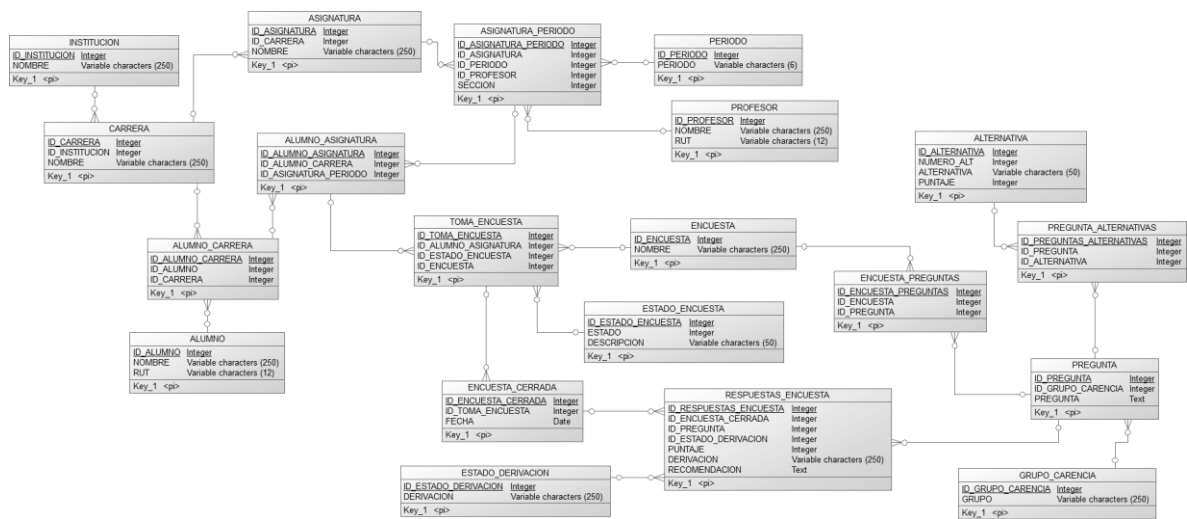 INSTITUCION
ID_INSTITUCION Integer
NOMBRE Variable characters (250)
Key_1 <pi>
ASIGNATURA
ID_ASIGNATURA Integer
ID_CARRERA Integer
NOMBRE Variable characters (250)
Key_1 <pi>
ASIGNATURA_PERIODO
ID_ASIGNATURA_PERIODO Integer
ID_ASIGNATURA Integer
ID_PERIODO Integer
ID_PROFESOR Integer
SECCION Integer
Key_1 <pi>
PERIODO
ID_PERIODO Integer
PERIODO Variable characters (6)
Key_1 <pi>
PROFESOR
ID_PROFESOR Integer
NOMBRE Variable characters (250)
RUT Variable characters (12)
Key_1 <pi>
CARRERA
ID_CARRERA Integer
ID_INSTITUCION Integer
NOMBRE Variable characters (250)
Key_1 <pi>
ALUMNO_ASIGNATURA
ID_ALUMNO_ASIGNATURA Integer
ID_ALUMNO_CARRERA Integer
ID_ASIGNATURA_PERIODO Integer
Key_1 <pi>
ALTERNATIVA
ID_ALTERNATIVA Integer
NUMERO_ALT Integer
ALTERNATIVA Variable characters (50)
PUNTAJE Integer
Key_1 <pi>
ALUMNO_CARRERA
ID_ALUMNO_CARRERA Integer
ID_ALUMNO Integer
ID_CARRERA Integer
Key_1 <pi>
TOMA_ENCUESTA
ID_TOMA_ENCUESTA Integer
ID_ALUMNO_ASIGNATURA Integer
ID_ESTADO_ENCUESTA Integer
ID_ENCUESTA Integer
Key_1 <pi>
ENCUESTA
ID_ENCUESTA Integer
NOMBRE Variable characters (250)
Key_1 <pi>
PREGUNTA_ALTERNATIVAS
ID_PREGUNTAS_ALTERNATIVAS Integer
ID_PREGUNTA Integer
ID_ALTERNATIVA Integer
Key_1 <pi>
ENCUESTA_PREGUNTAS
ID_ENCUESTA_PREGUNTAS Integer
ID_ENCUESTA Integer
ID_PREGUNTA Integer
Key_1 <pi>
ESTADO_ENCUESTA
ID_ESTADO_ENCUESTA Integer
ESTADO Integer
DESCRIPCION Variable characters (50)
Key_1 <pi>
ALUMNO
ID_ALUMNO Integer
NOMBRE Variable characters (250)
RUT Variable characters (12)
Key_1 <pi>
ENCUESTA_CERRADA
ID_ENCUESTA_CERRADA Integer
ID_TOMA_ENCUESTA Integer
FECHA Date
Key_1 <pi>
RESPUESTAS_ENCUESTA
ID_RESPUESTAS_ENCUESTA Integer
ID_ENCUESTA_CERRADA Integer
ID_PREGUNTA Integer
ID_ESTADO_DERIVACION Integer
PUNTAJE Integer
DERIVACION Variable characters (250)
RECOMENDACION Text
Key_1 <pi>
PREGUNTA
ID_PREGUNTA Integer
ID_GRUPO_CARENCIA Integer
PREGUNTA Text
Key_1 <pi>
ESTADO_DERIVACION
ID_ESTADO_DERIVACION Integer
DERIVACION Variable characters (250)
Key_1 <pi>
GRUPO_CARENCIA
ID_GRUPO_CARENCIA Integer
GRUPO Variable characters (250)
Key_1 <pi>